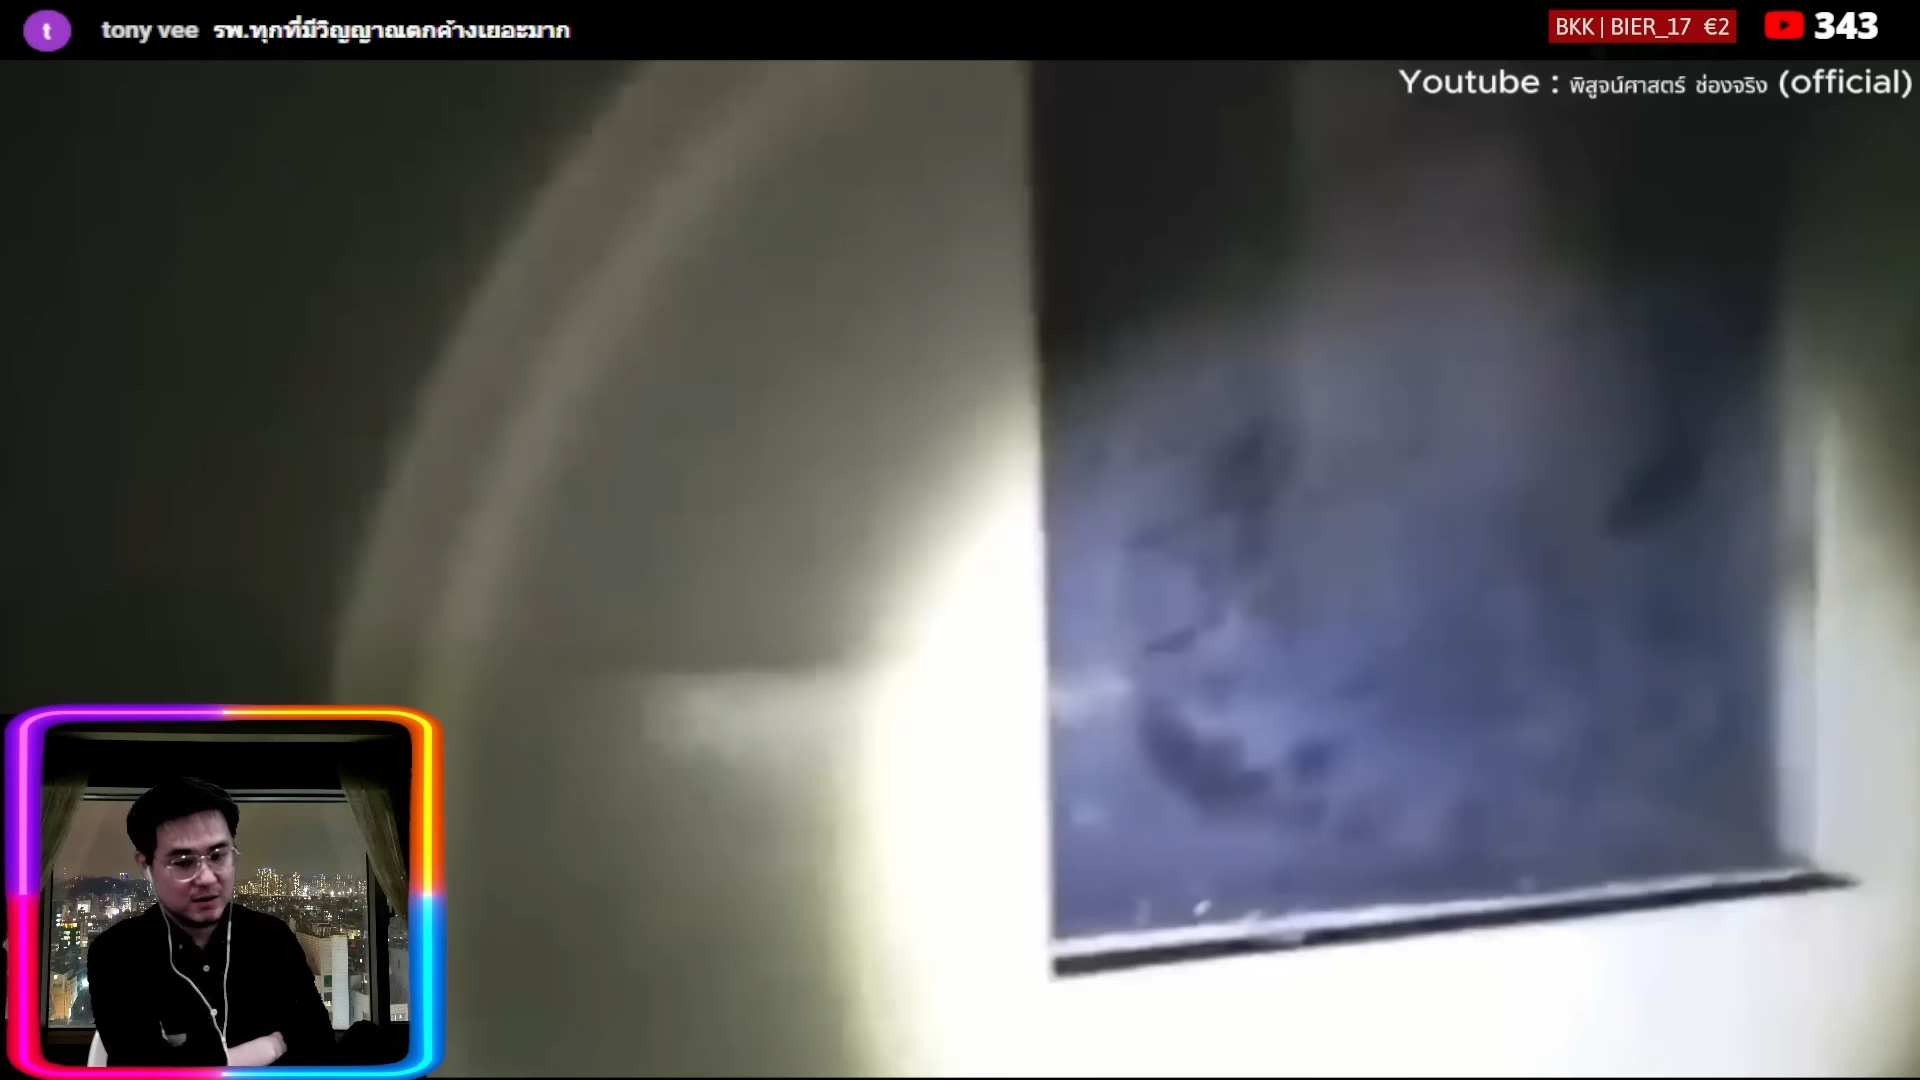 t tony vee รพ.ทุกที่มีวิญญาณตกค้างเยอะมาก
BKK | BIER_17 €2
343
Youtube : พิสูจน์ศาสตร์ ช่องจริง (official)